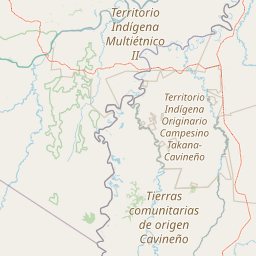 Territorio
Indígena
Multiétnico
II
Territorio
Indígena
Originario
Campesino
Takana-
Cavineño
Tierras
comunitarias
de origen
Cavineño